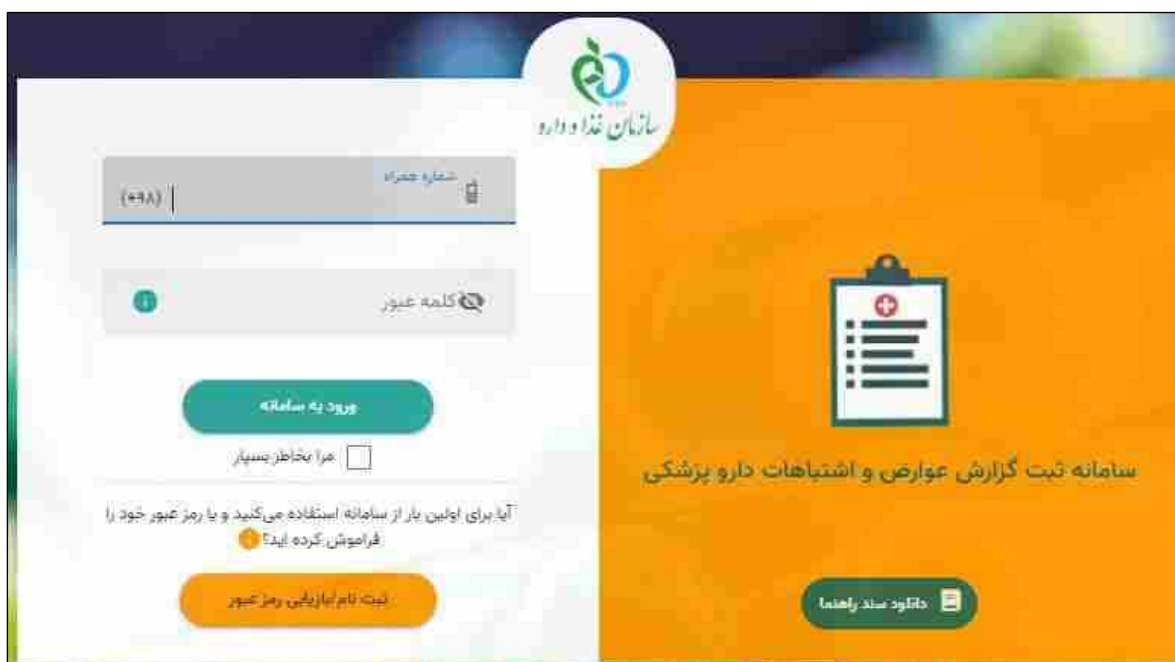 سازمان غذا و دارو
شماره همراه
(+۹۸)
کلمه عبور
ورود به سامانه
مرا بخاطر بسپار
آیا برای اولین بار از سامانه استفاده می‌کنید و یا رمز عبور خود را
فراموش کرده اید؟
ثبت نام/بازیابی رمز عبور
سامانه ثبت گزارش عوارض و اشتباهات دارو پزشکی
دانلود سند راهنما